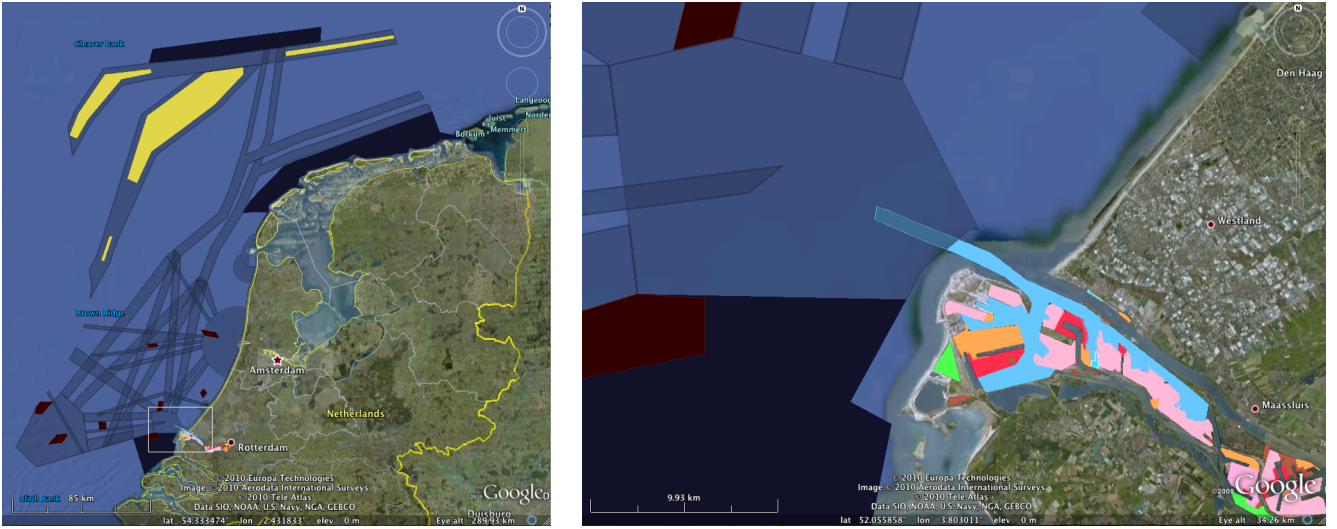 N
Cleaver Bank
Langeoog
Norder
Juist
Memmert
Borkum
Brown Ridge
Amsterdam
Netherlands
Rotterdam
© 2010 Europa Technologies
Image © 2010 Aerodata International Surveys
© 2010 Tele Atlas
Data SIO, NOAA, U.S. Navy, NGA, GEBCO
85 km
Google
Duisburg
lat 54.333474° lon 2.431833° elev 0 m
Eye alt 289.93 km
N
Den Haag
Westland
Maassluis
© 2010 Europa Technologies
Image © 2010 Aerodata International Surveys
© 2010 Tele Atlas
Data SIO, NOAA, U.S. Navy, NGA, GEBCO
9.93 km
Google
lat 52.055858° lon 3.803011° elev 0 m
Eye alt 34.26 km